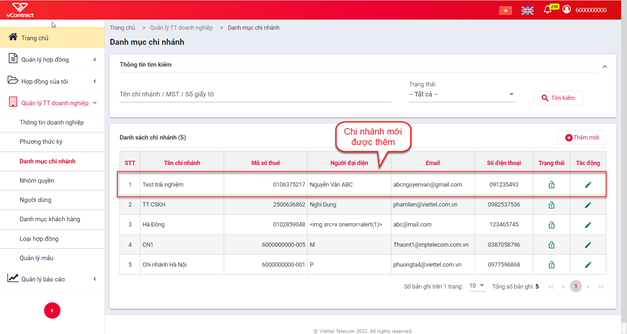 vContract
218
6000000000
Trang chủ
Quản lý hợp đồng
Hợp đồng của tôi
Quản lý TT doanh nghiệp
Thông tin doanh nghiệp
Phương thức ký
Danh mục chi nhánh
Nhóm quyền
Người dùng
Danh mục khách hàng
Loại hợp đồng
Quản lý mẫu
Quản lý báo cáo
Trang chủ > Quản lý TT doanh nghiệp > Danh mục chi nhánh
Danh mục chi nhánh
Thông tin tìm kiếm
Trạng thái
Tên chi nhánh / MST / Số giấy tờ
-- Tất cả --
Tìm kiếm
Chi nhánh mới
được thêm
Danh sách chi nhánh (5)
Thêm mới
STT Tên chi nhánh Mã số thuế Người đại diện Email Số điện thoại Trạng thái Tác động
1 Test trải nghiệm 0106375217 Nguyễn Văn ABC abcnguyenvan@gmail.com 091235493
2 TT CSKH 2500636862 Nghi Dung phamlien@viettel.com.vn 0982537536
3 Hà Đông 0102859048 <img src=x onerror=alert(1)> abc@mail.com 123465745
4 CN1 6000000000-005 M Thaont1@mptelecom.com.vn 0387058796
5 Chi nhánh Hà Nội 6000000000-001 P phuongta4@viettel.com.vn 0977596868
Số bản ghi trên 1 trang: 10 Tổng số bản ghi: 5 1
© Viettel Telecom 2022. All rights reserved.